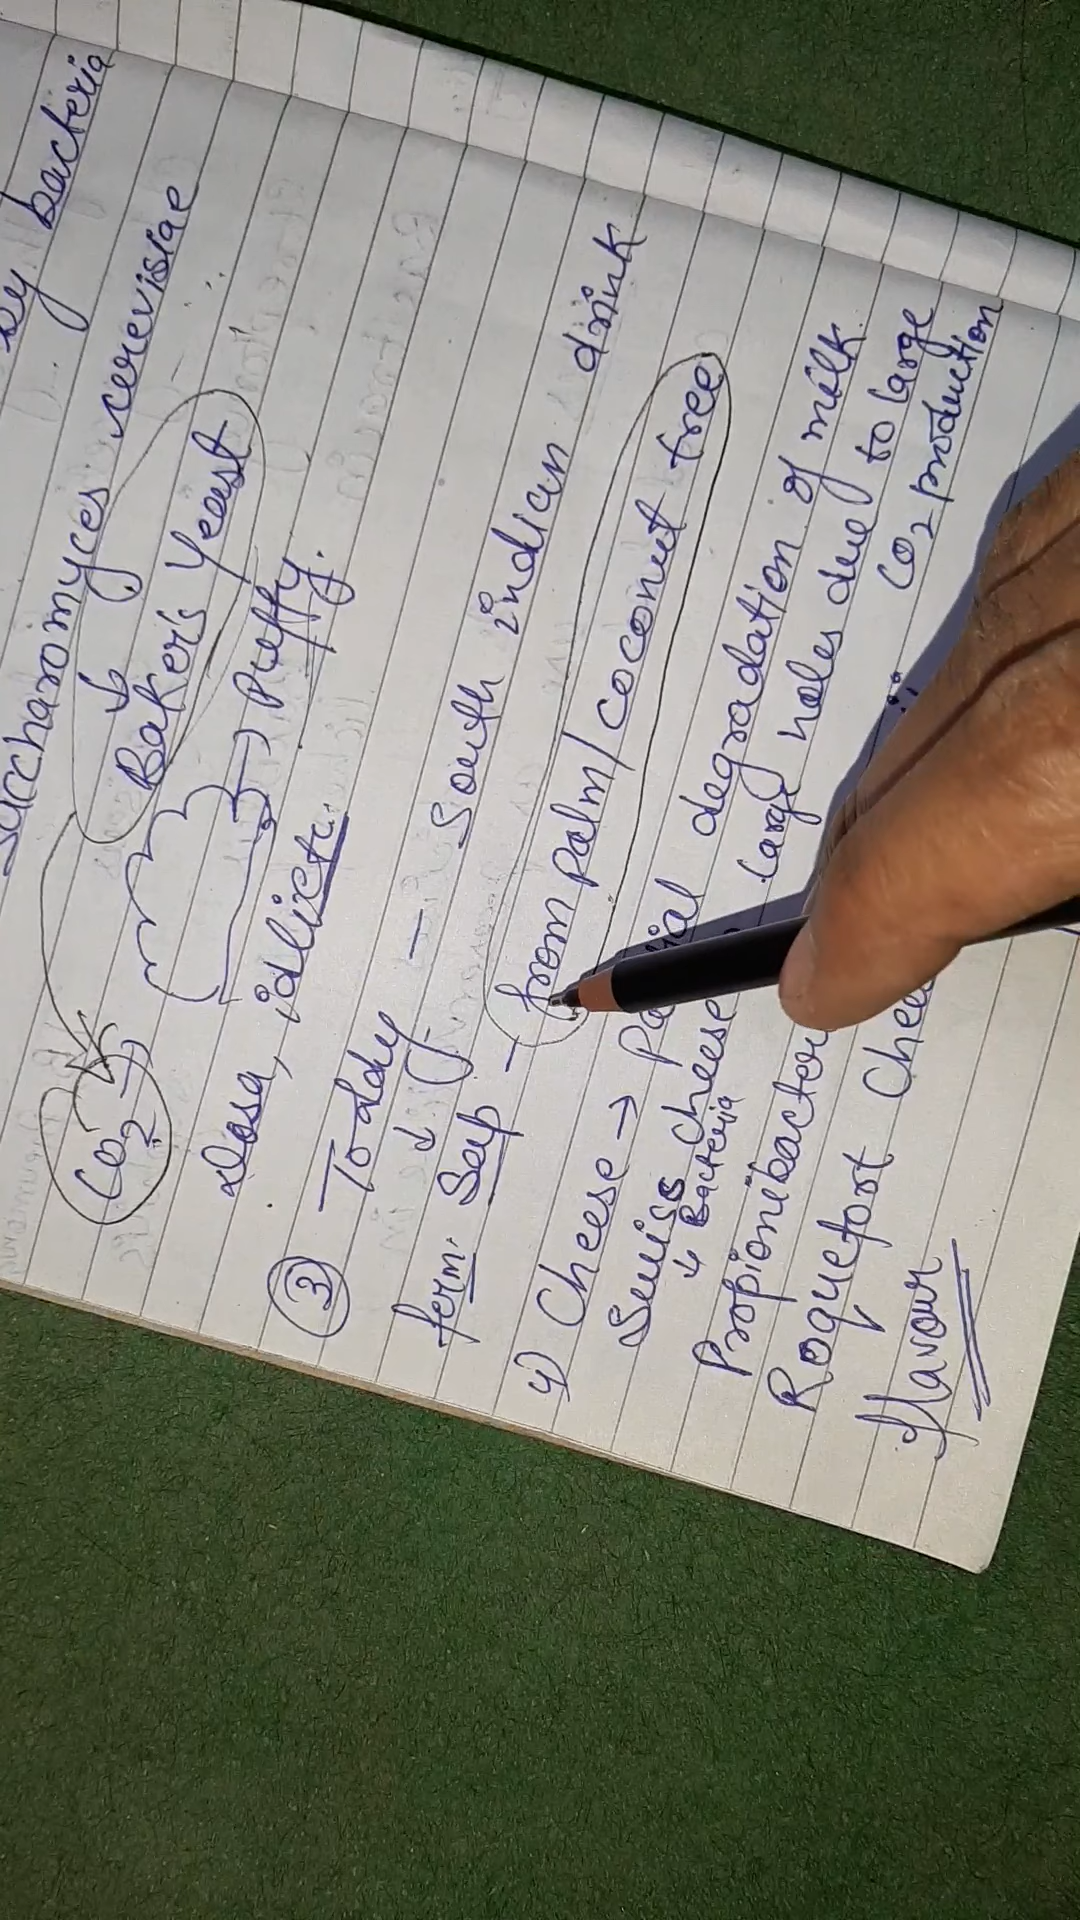 by bacteria
Saccharomyces cerevisiae
↓
Baker's Yeast
CO2 → Puffy.
Dosa, idli etc.
③ Toddy — South indian drink
↓
ferm. Sap - from palm/coconut tree
4) Cheese → Partial degradation of milk
Swiss Cheese large holes due to large
↓ Bacteria CO2 production
Propionibacter
Roquefort Chee
flavour